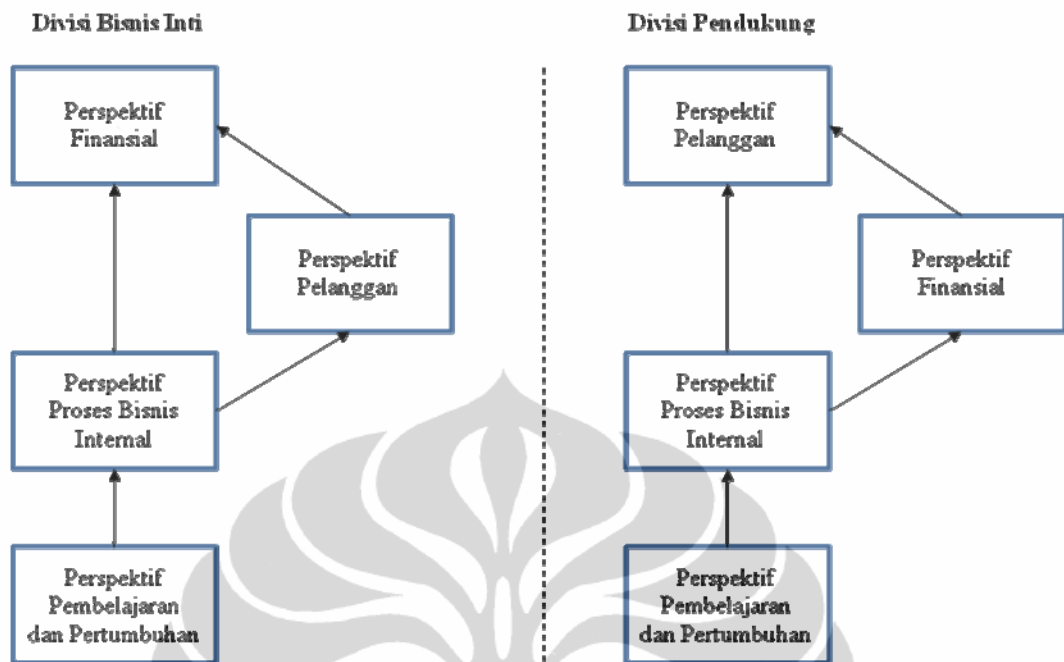 Divisi Bisnis Inti
Perspektif
Finansial
Perspektif
Pelanggan
Perspektif
Proses Bisnis
Internal
Perspektif
Pembelajaran
dan Pertumbuhan
Divisi Pendukung
Perspektif
Pelanggan
Perspektif
Finansial
Perspektif
Proses Bisnis
Internal
Perspektif
Pembelajaran
dan Pertumbuhan